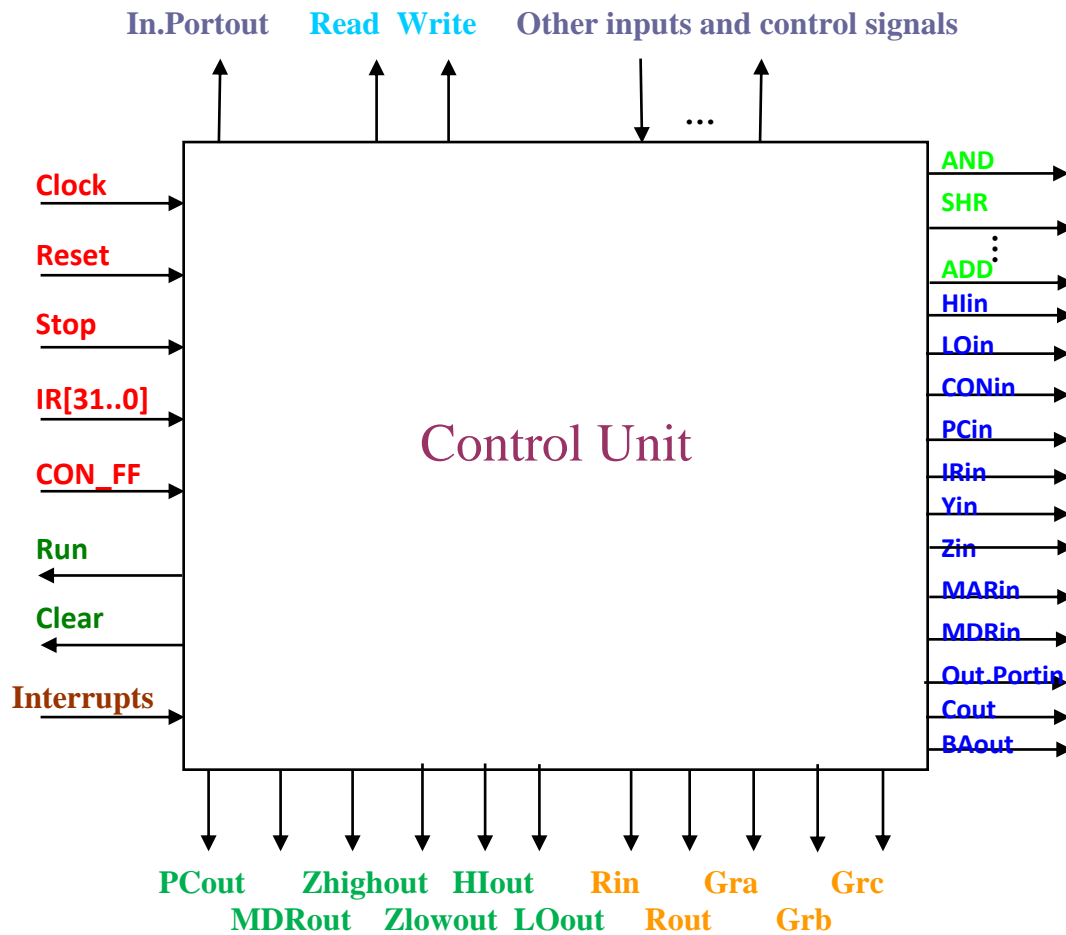 In.Portout Read Write Other inputs and control signals
...
Clock
Reset
Stop
IR[31..0]
CON_FF
Run
Clear
Interrupts
Control Unit
AND
SHR
...
ADD
HIin
LOin
CONin
PCin
IRin
Yin
Zin
MARin
MDRin
Out.Portin
Cout
BAout
PCout Zhighout HIout Rin Gra Grc
MDRout Zlowout LOout Rout Grb